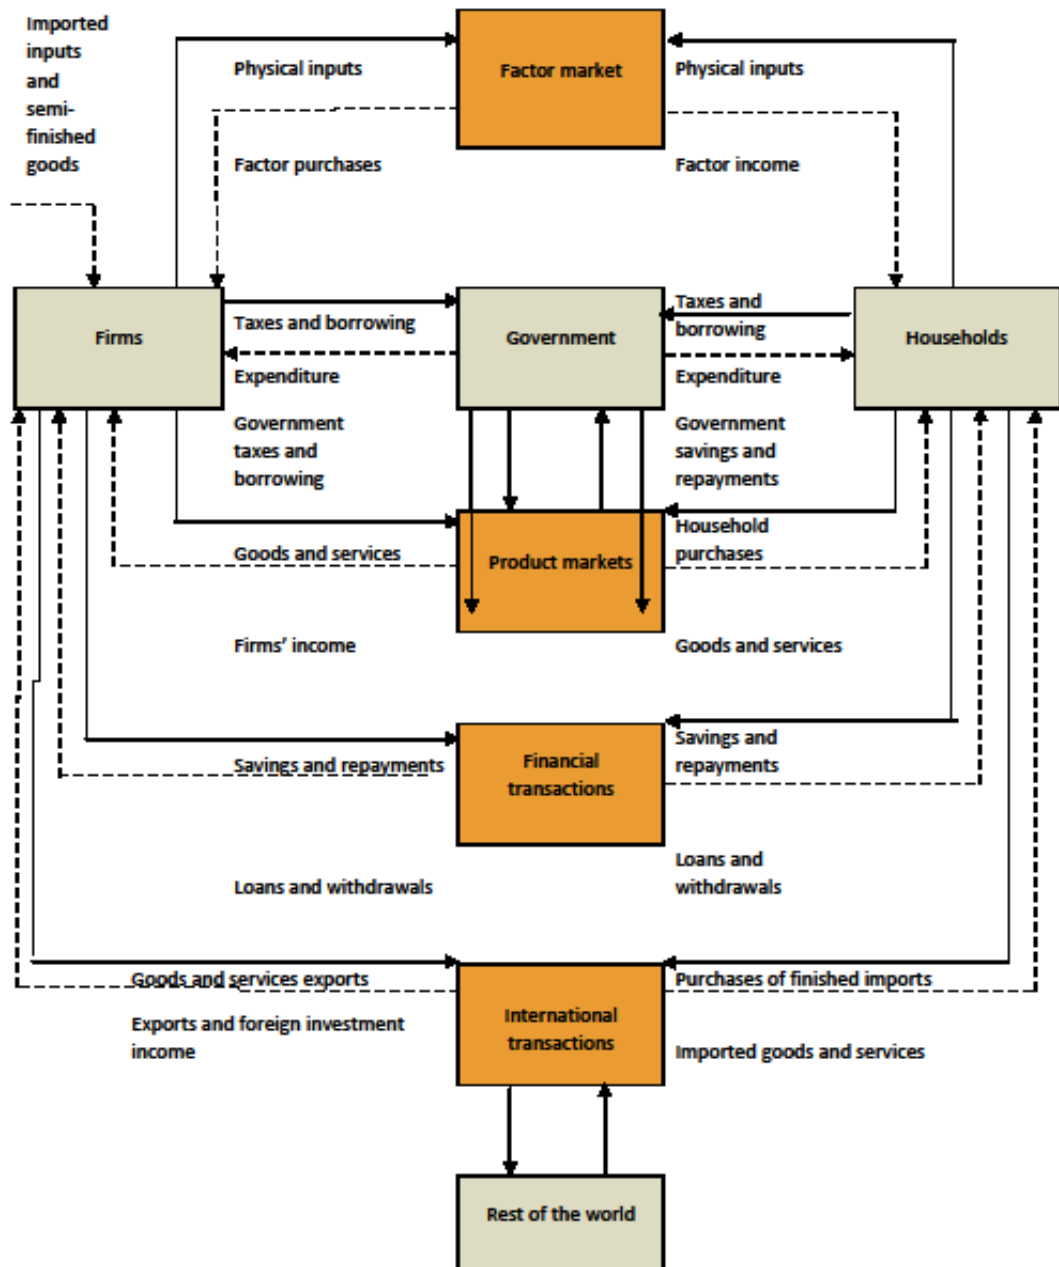 Imported
inputs
and
semi-
finished
goods
Physical inputs
Factor market
Physical inputs
Factor purchases
Factor income
Firms
Taxes and borrowing
Government
Taxes and
borrowing
Households
Expenditure
Expenditure
Government
taxes and
borrowing
Government
savings and
repayments
Goods and services
Product markets
Household
purchases
Firms’ income
Goods and services
Savings and repayments
Financial
transactions
Savings and
repayments
Loans and withdrawals
Loans and
withdrawals
Goods and services exports
Purchases of finished imports
Exports and foreign investment
income
International
transactions
Imported goods and services
Rest of the world